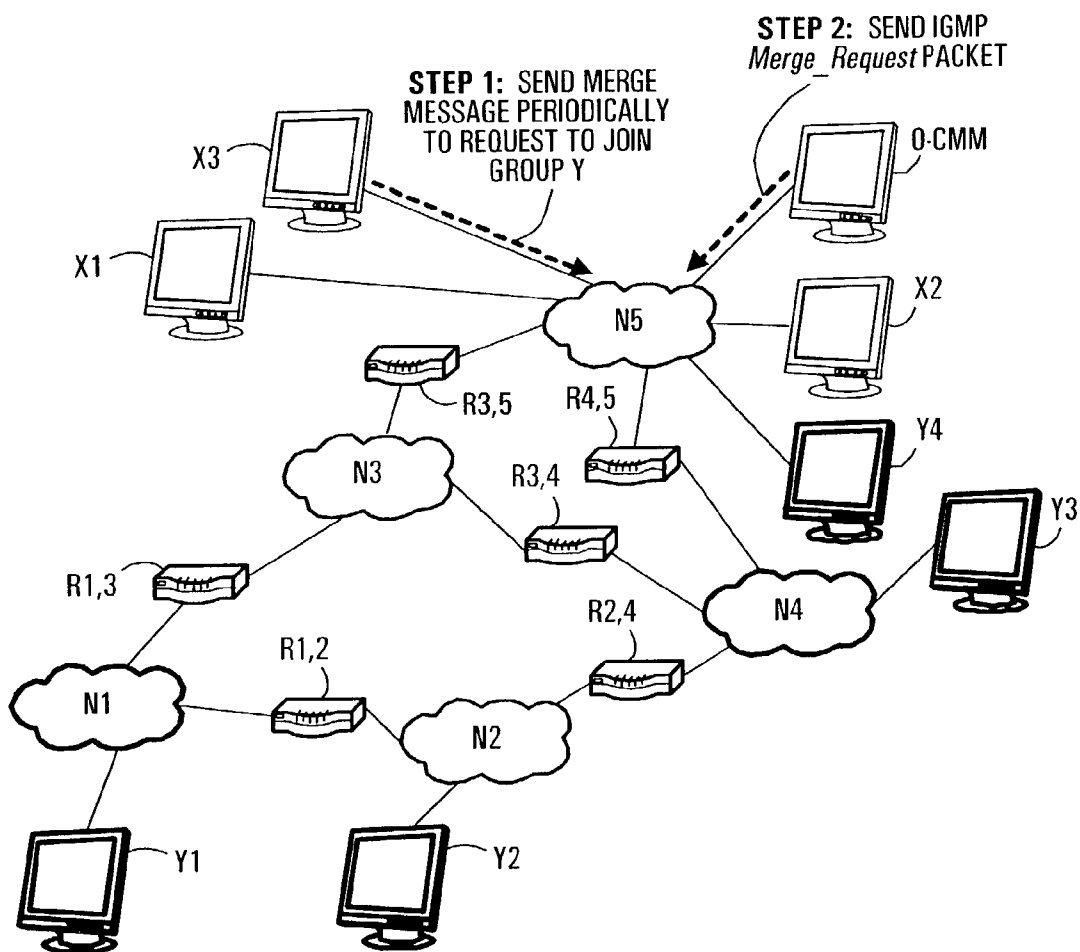 STEP 2: SEND IGMP
Merge_Request PACKET
STEP 1: SEND MERGE
MESSAGE PERIODICALLY
TO REQUEST TO JOIN
GROUP Y
X3
O-CMM
X1
N5
X2
R3,5
R4,5
Y4
N3
R3,4
Y3
R1,3
N4
R2,4
R1,2
N1
N2
Y1
Y2